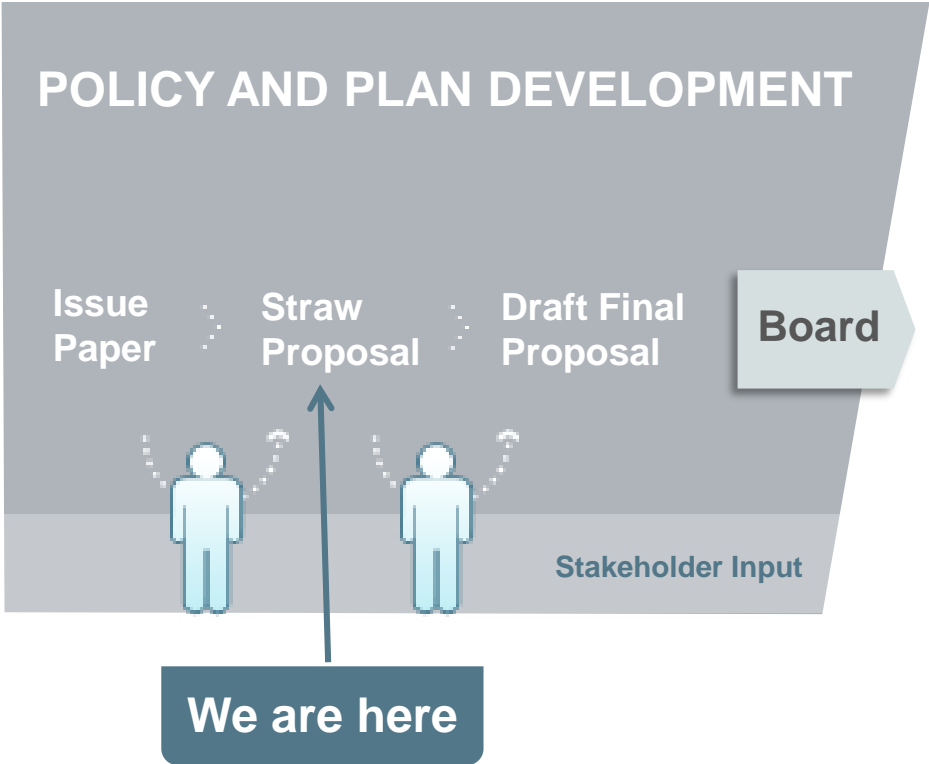 POLICY AND PLAN DEVELOPMENT
Issue
Paper
Straw
Proposal
Draft Final
Proposal
Board
Stakeholder Input
We are here